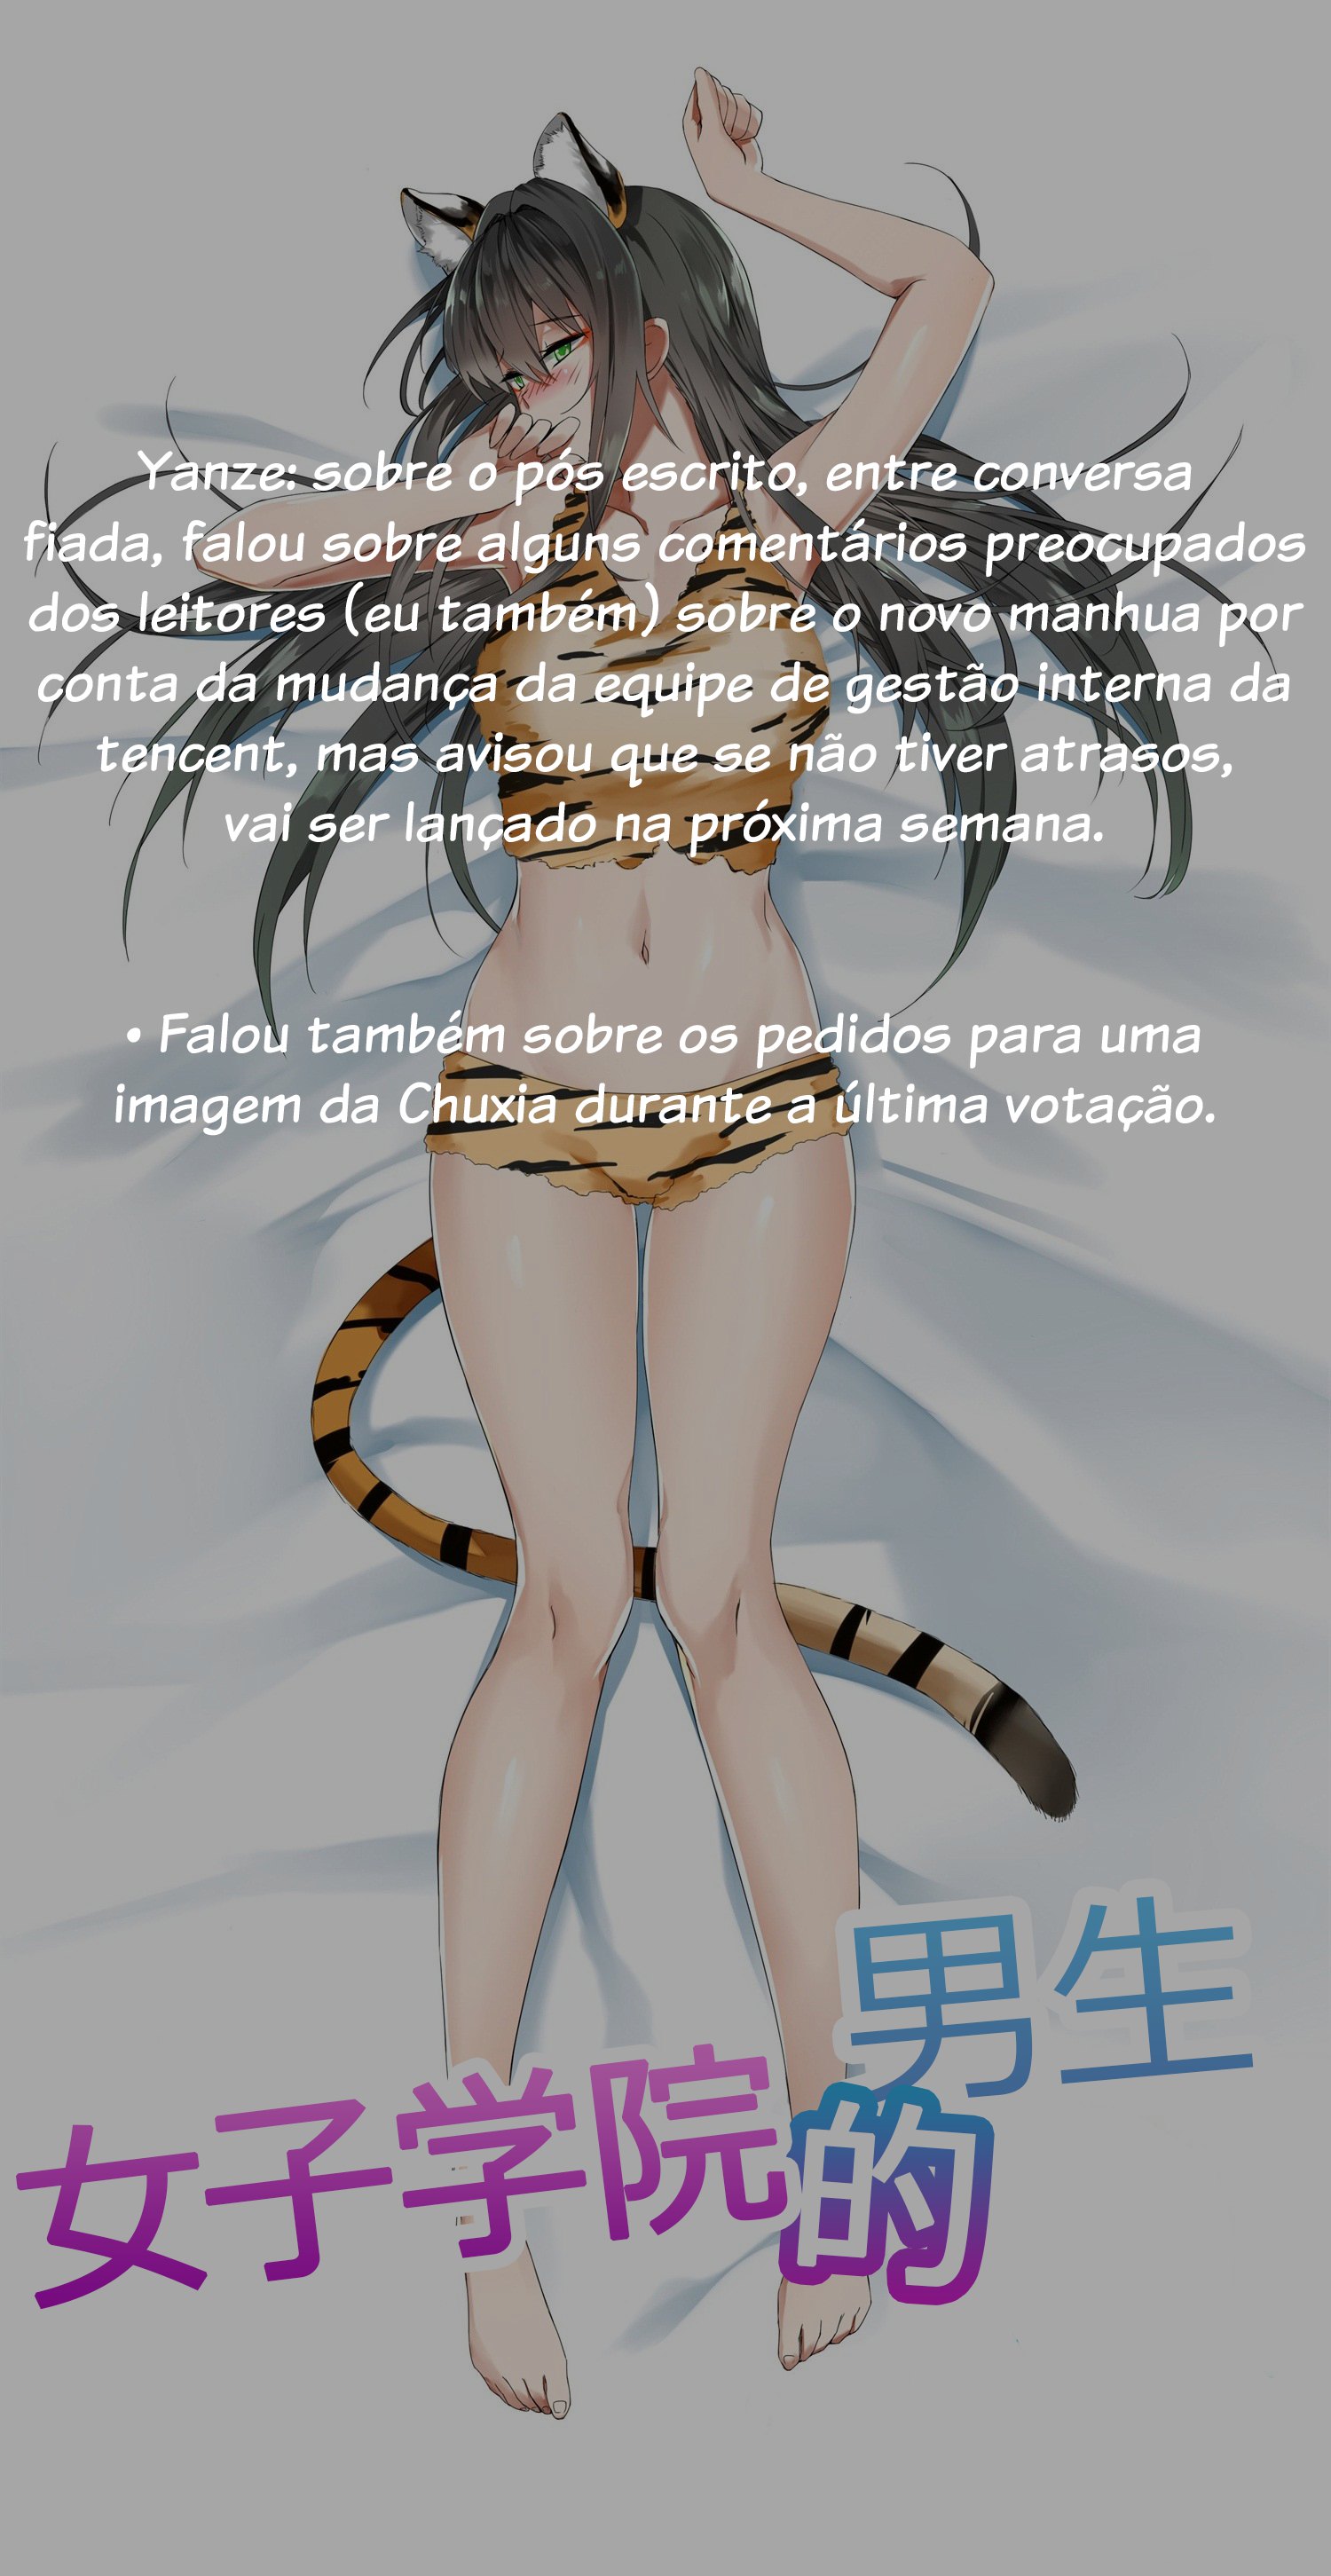 Yanze: sobre o pós escrito, entre conversa
fiada, falou sobre alguns comentários preocupados
dos leitores (eu também) sobre o novo manhua por
conta da mudança da equipe de gestão interna da
tencent, mas avisou que se não tiver atrasos,
vai ser lançado na próxima semana.
• Falou também sobre os pedidos para uma
imagem da Chuxia durante a última votação.
女子学院的男生